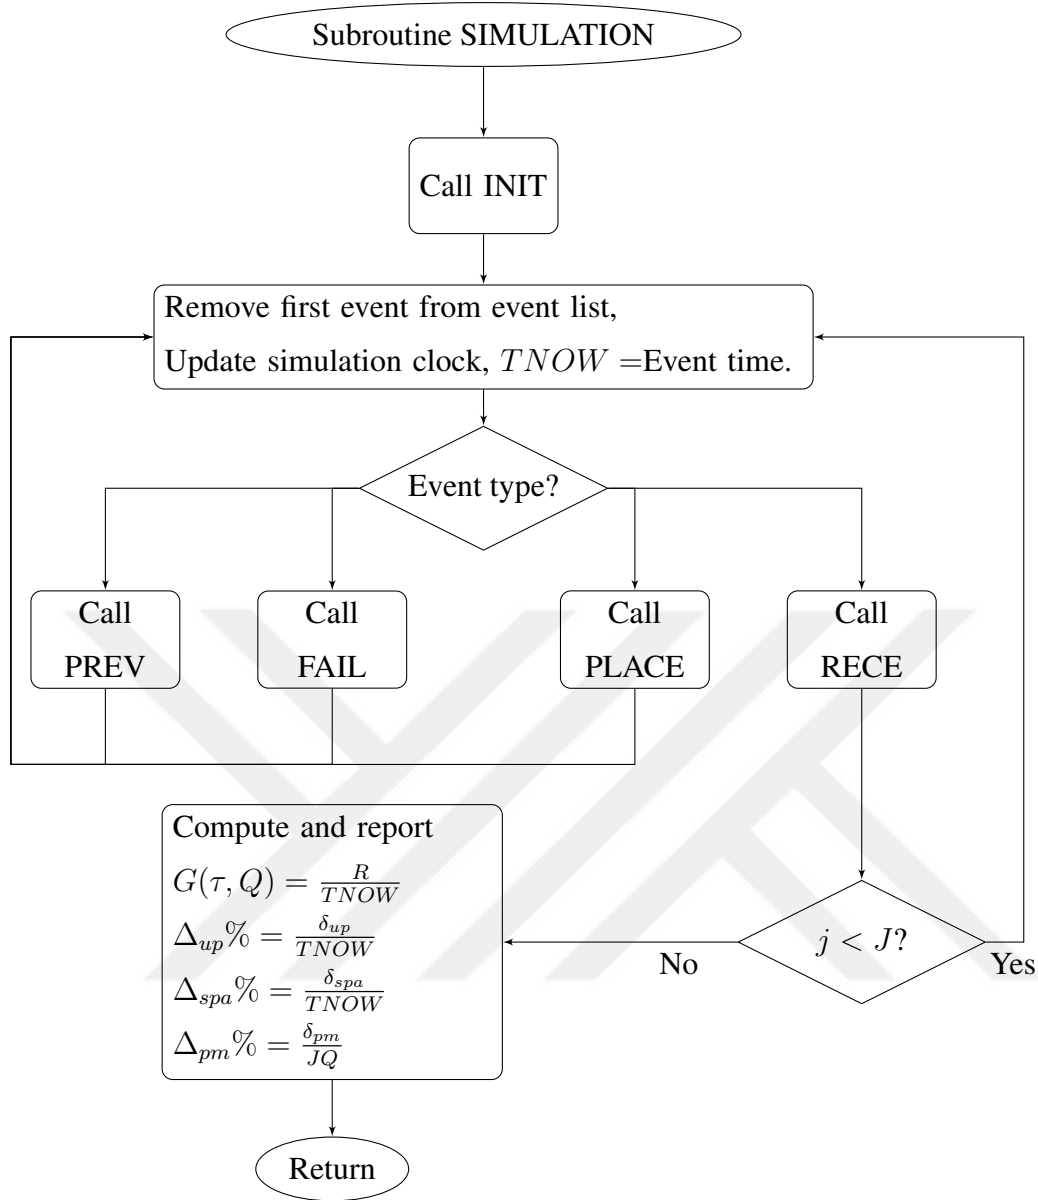 Subroutine SIMULATION
Call INIT
Remove first event from event list,
Update simulation clock, TNOW =Event time.
Event type?
Call
PREV
Call
FAIL
Call
PLACE
Call
RECE
Compute and report
G(τ, Q) = R/TNOW
Δ_up% = δ_up/TNOW
Δ_spa% = δ_spa/TNOW
Δ_pm% = δ_pm/JQ
j < J?
No
Yes
Return